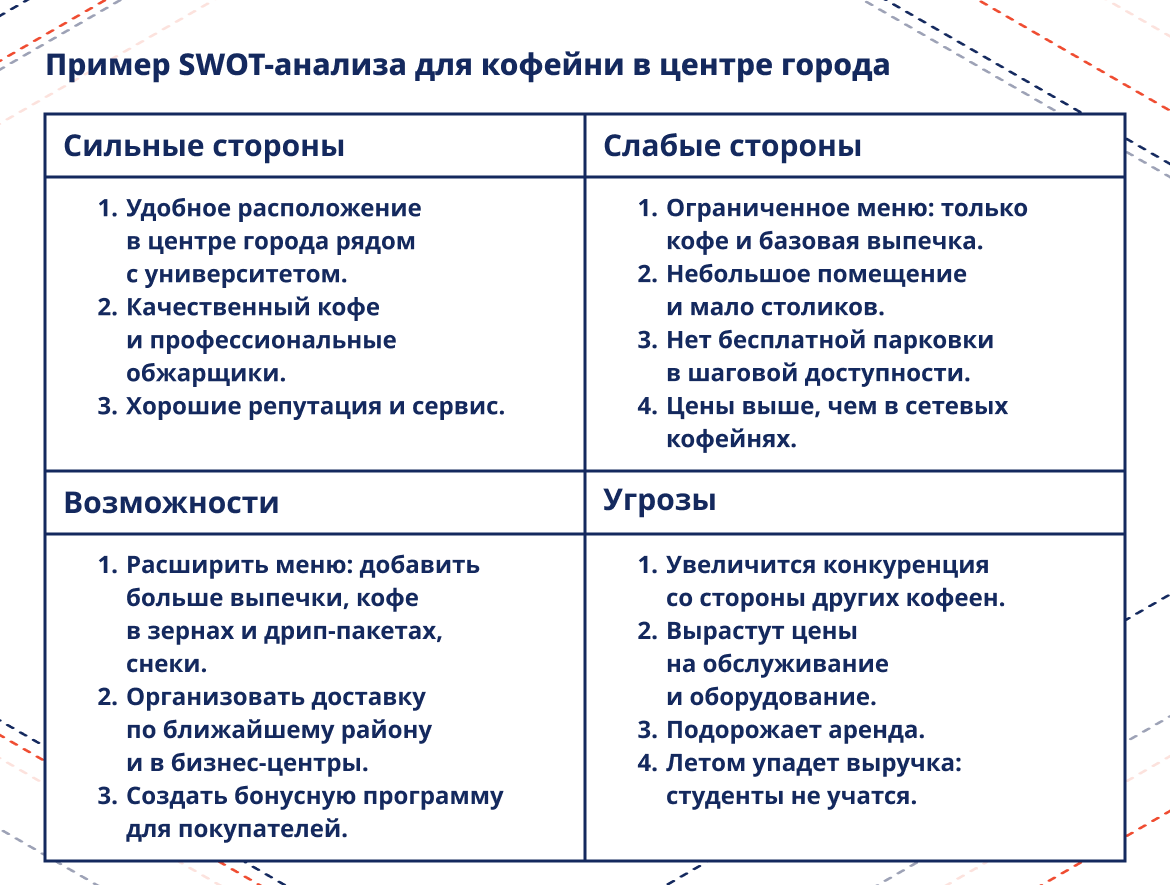 Пример SWOT-анализа для кофейни в центре города
Сильные стороны
1. Удобное расположение
в центре города рядом
с университетом.
2. Качественный кофе
и профессиональные
обжарщики.
3. Хорошие репутация и сервис.
Слабые стороны
1. Ограниченное меню: только
кофе и базовая выпечка.
2. Небольшое помещение
и мало столиков.
3. Нет бесплатной парковки
в шаговой доступности.
4. Цены выше, чем в сетевых
кофейнях.
Возможности
1. Расширить меню: добавить
больше выпечки, кофе
в зернах и дрип-пакетах,
снеки.
2. Организовать доставку
по ближайшему району
и в бизнес-центры.
3. Создать бонусную программу
для покупателей.
Угрозы
1. Увеличится конкуренция
со стороны других кофеен.
2. Вырастут цены
на обслуживание
и оборудование.
3. Подорожает аренда.
4. Летом упадет выручка:
студенты не учатся.